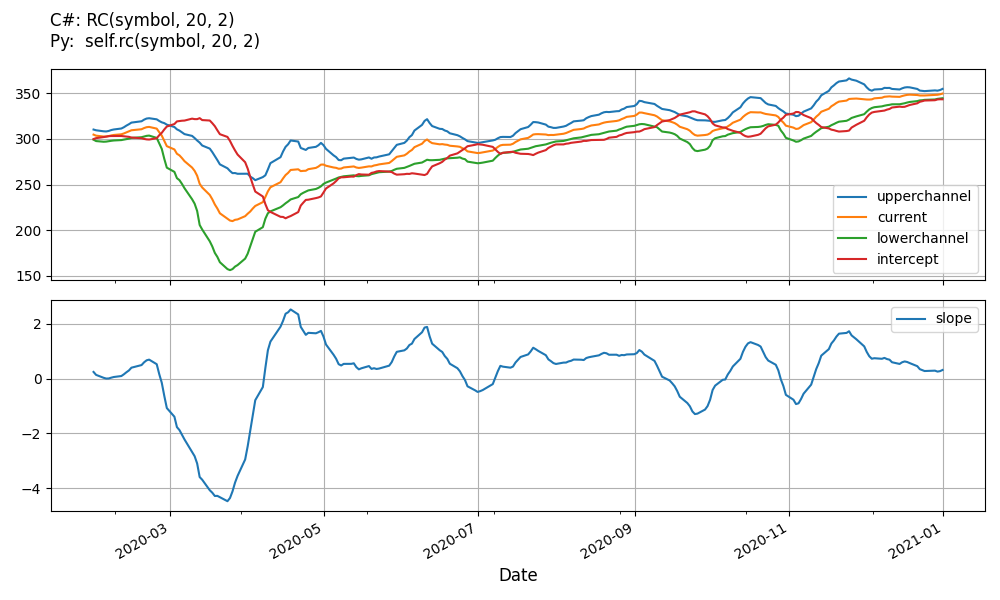 C#: RC(symbol, 20, 2)
Py:  self.rc(symbol, 20, 2)
350
300
250
200
150
upperchannel
current
lowerchannel
intercept
2
0
−2
−4
slope
2020-03
2020-05
2020-07
2020-09
2020-11
2021-01
Date